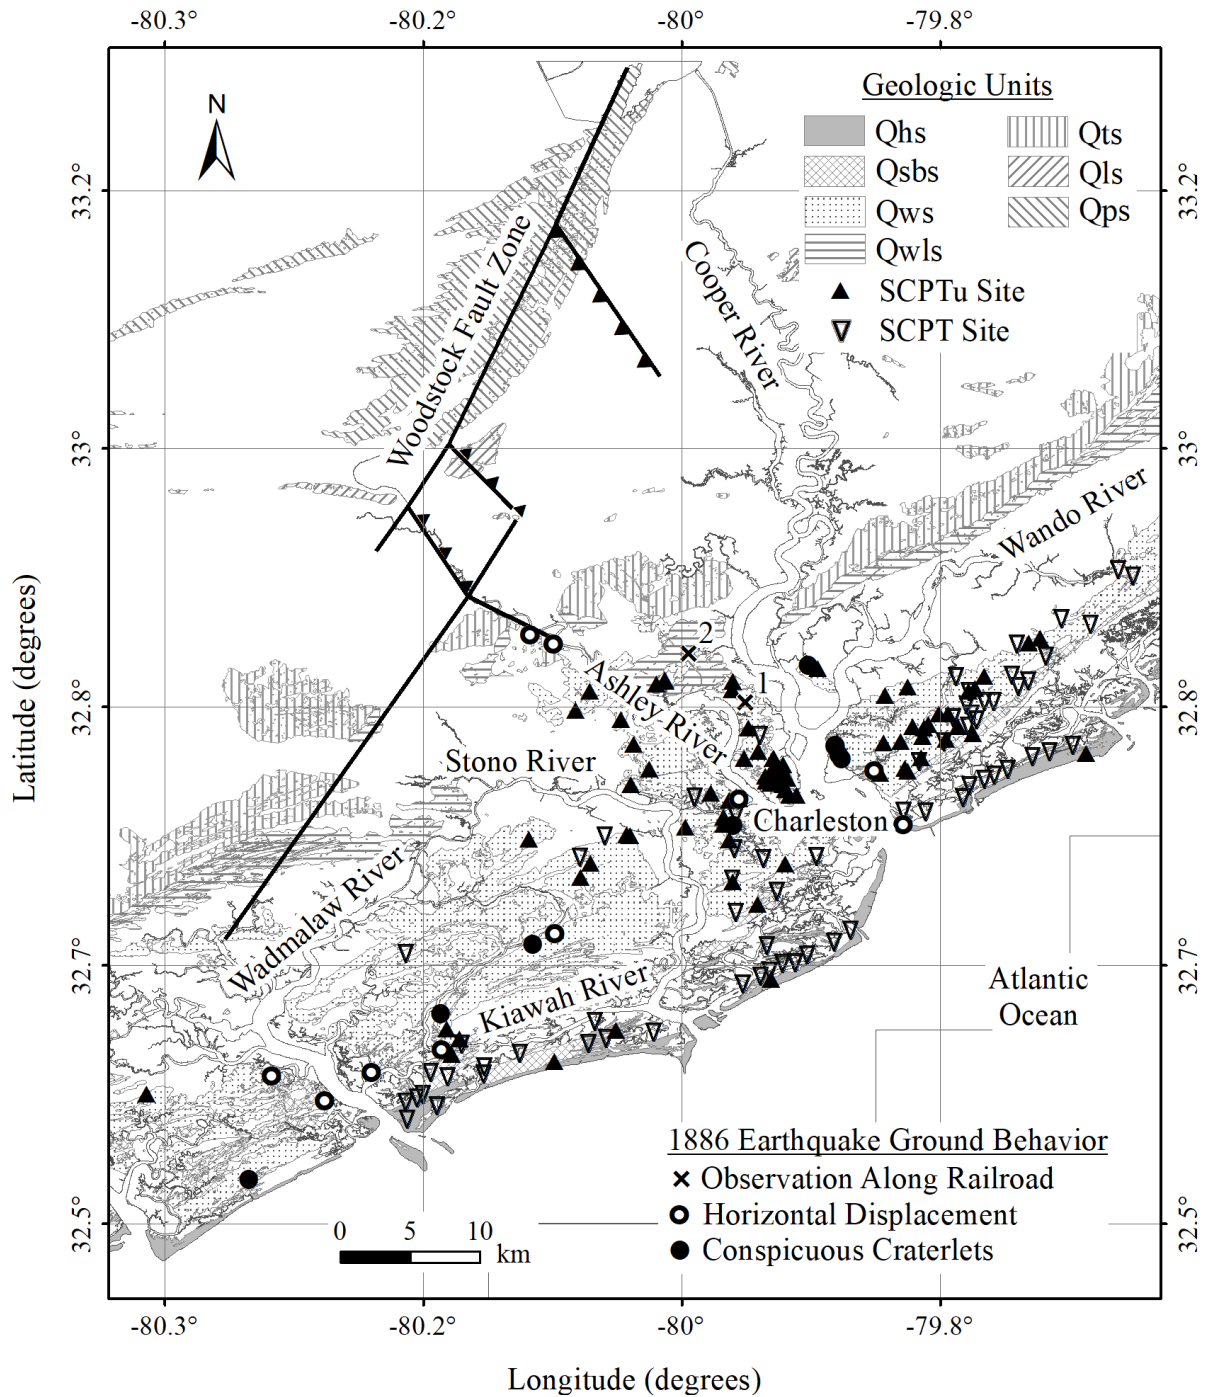 -80.3°
-80.2°
-80°
-79.8°
N
Geologic Units
Qhs
Qts
Qsbs
Qls
Qws
Qps
Qwls
SCPTu Site
SCPT Site
33.2°
33.2°
Woodstock Fault Zone
Cooper River
33°
33°
Wando River
2
1
Ashley River
32.8°
32.8°
Stono River
Charleston
Wadmalaw River
Kiawah River
32.7°
32.7°
Atlantic
Ocean
Latitude (degrees)
1886 Earthquake Ground Behavior
Observation Along Railroad
Horizontal Displacement
Conspicuous Craterlets
0 5 10
km
32.5°
32.5°
-80.3°
-80.2°
-80°
-79.8°
Longitude (degrees)